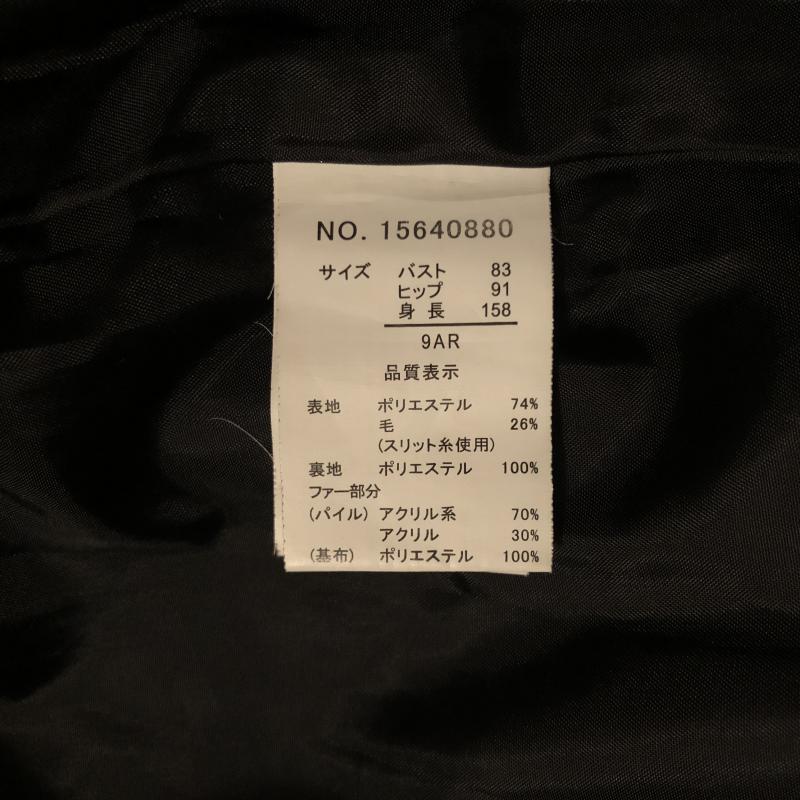 NO. 15640880
サイズ バスト 83
ヒップ 91
身長 158
9AR
品質表示
表地 ポリエステル 74%
毛 26%
(スリット糸使用)
裏地 ポリエステル 100%
ファー部分
(パイル) アクリル系 70%
アクリル 30%
(基布) ポリエステル 100%